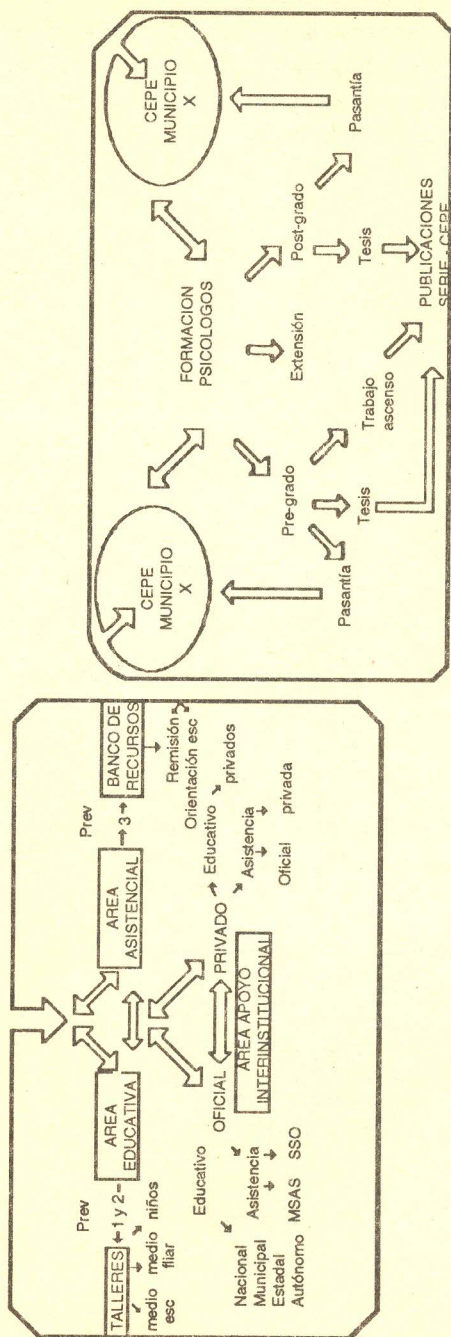 Prev
TALLERES ← 1 y 2 =
medio medio niños
esc fliar
AREA
EDUCATIVA
AREA
ASISTENCIAL
Prev
→ 3 →
BANCO DE
RECURSOS
Remisión
Orientación esc
OFICIAL
PRIVADO
AREA APOYO
INTERINSTITUCIONAL
Educativo
Asistencia
Nacional
Municipal
Estadal
Autónomo
MSAS SSO
Educativo
privados
Asistencia
Oficial privada
CEPE
MUNICIPIO
X
FORMACION
PSICOLOGOS
CEPE
MUNICIPIO
X
Pre-grado
Extensión
Post-grado
Pasantía
Tesis
Trabajo
ascenso
Tesis
Pasantía
PUBLICACIONES
SERIE - CEPE